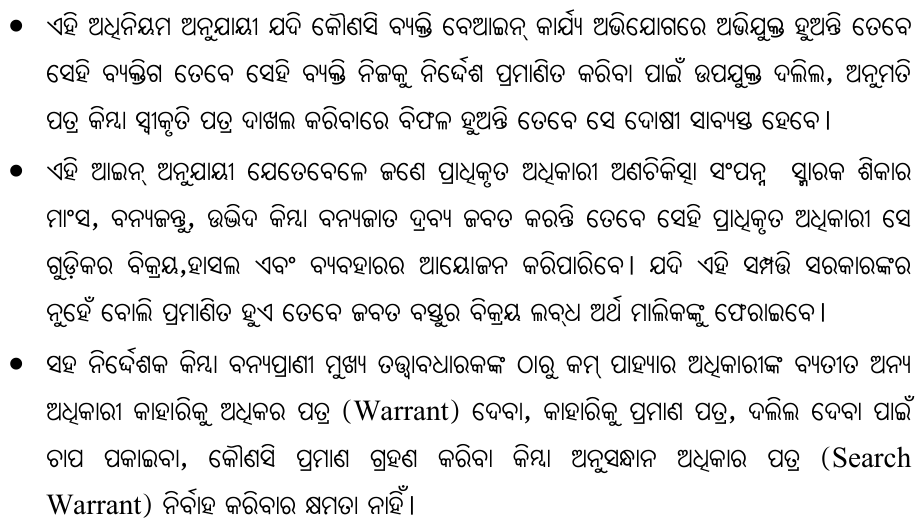 • ଏହି ଅଧିନିୟମ ଅନୁଯାୟୀ ଯଦି କୌଣସି ବ୍ୟକ୍ତି ବେଆଇନ୍ କାର୍ଯ୍ୟ ଅଭିଯୋଗରେ ଅଭିଯୁକ୍ତ ହୁଅନ୍ତି ତେବେ
ସେହି ବ୍ୟକ୍ତିଗ ତେବେ ସେହି ବ୍ୟକ୍ତି ନିଜକୁ ନିର୍ଦ୍ଦେଶ ପ୍ରମାଣିତ କରିବା ପାଇଁ ଉପଯୁକ୍ତ ଦଲିଲ, ଅନୁମତି
ପତ୍ର କିମ୍ବା ସ୍ୱୀକୃତି ପତ୍ର ଦାଖଲ କରିବାରେ ବିଫଳ ହୁଅନ୍ତି ତେବେ ସେ ଦୋଷୀ ସାବ୍ୟସ୍ତ ହେବେ।
• ଏହି ଆଇନ୍ ଅନୁଯାୟୀ ଯେତେବେଳେ ଜଣେ ପ୍ରାଧିକୃତ ଅଧିକାରୀ ଅଣଚିକିତ୍ସା ସଂପନ୍ନ ସ୍ମାରକ ଶିକାର
ମାଂସ, ବନ୍ୟଜନ୍ତୁ, ଉଦ୍ଭିଦ କିମ୍ବା ବନ୍ୟଜାତ ଦ୍ରବ୍ୟ ଜବତ କରନ୍ତି ତେବେ ସେହି ପ୍ରାଧିକୃତ ଅଧିକାରୀ ସେ
ଗୁଡ଼ିକର ବିକ୍ରୟ,ହାସଲ ଏବଂ ବ୍ୟବହାରର ଆୟୋଜନ କରିପାରିବେ। ଯଦି ଏହି ସମ୍ପତ୍ତି ସରକାରଙ୍କର
ନୁହେଁ ବୋଲି ପ୍ରମାଣିତ ହୁଏ ତେବେ ଜବତ ବସ୍ତୁର ବିକ୍ରୟ ଲବ୍ଧ ଅର୍ଥ ମାଲିକଙ୍କୁ ଫେରାଇବେ।
• ସହ ନିର୍ଦ୍ଦେଶକ କିମ୍ବା ବନ୍ୟପ୍ରାଣୀ ମୁଖ୍ୟ ତତ୍ତ୍ୱାବଧାରକଙ୍କ ଠାରୁ କମ୍ ପାହ୍ୟାର ଅଧିକାରୀଙ୍କ ବ୍ୟତୀତ ଅନ୍ୟ
ଅଧିକାରୀ କାହାରିକୁ ଅଧିକର ପତ୍ର (Warrant) ଦେବା, କାହାରିକୁ ପ୍ରମାଣ ପତ୍ର, ଦଲିଲ ଦେବା ପାଇଁ
ଚାପ ପକାଇବା, କୌଣସି ପ୍ରମାଣ ଗ୍ରହଣ କରିବା କିମ୍ବା ଅନୁସନ୍ଧାନ ଅଧିକାର ପତ୍ର (Search
Warrant) ନିର୍ବାହ କରିବାର କ୍ଷମତା ନାହିଁ।